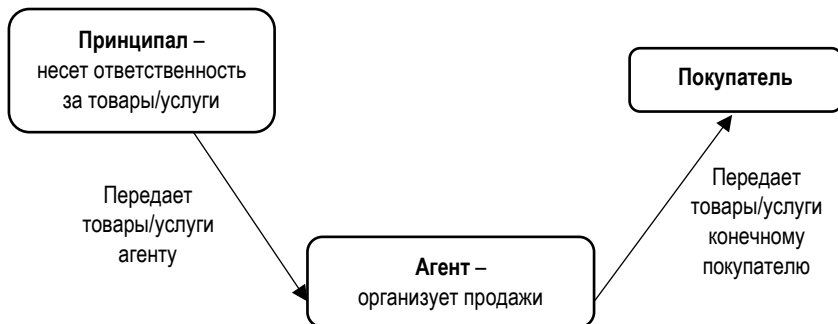 Принципал –
несет ответственность
за товары/услуги
Покупатель
Передает
товары/услуги
агенту
Передает
товары/услуги
конечному
покупателю
Агент –
организует продажи